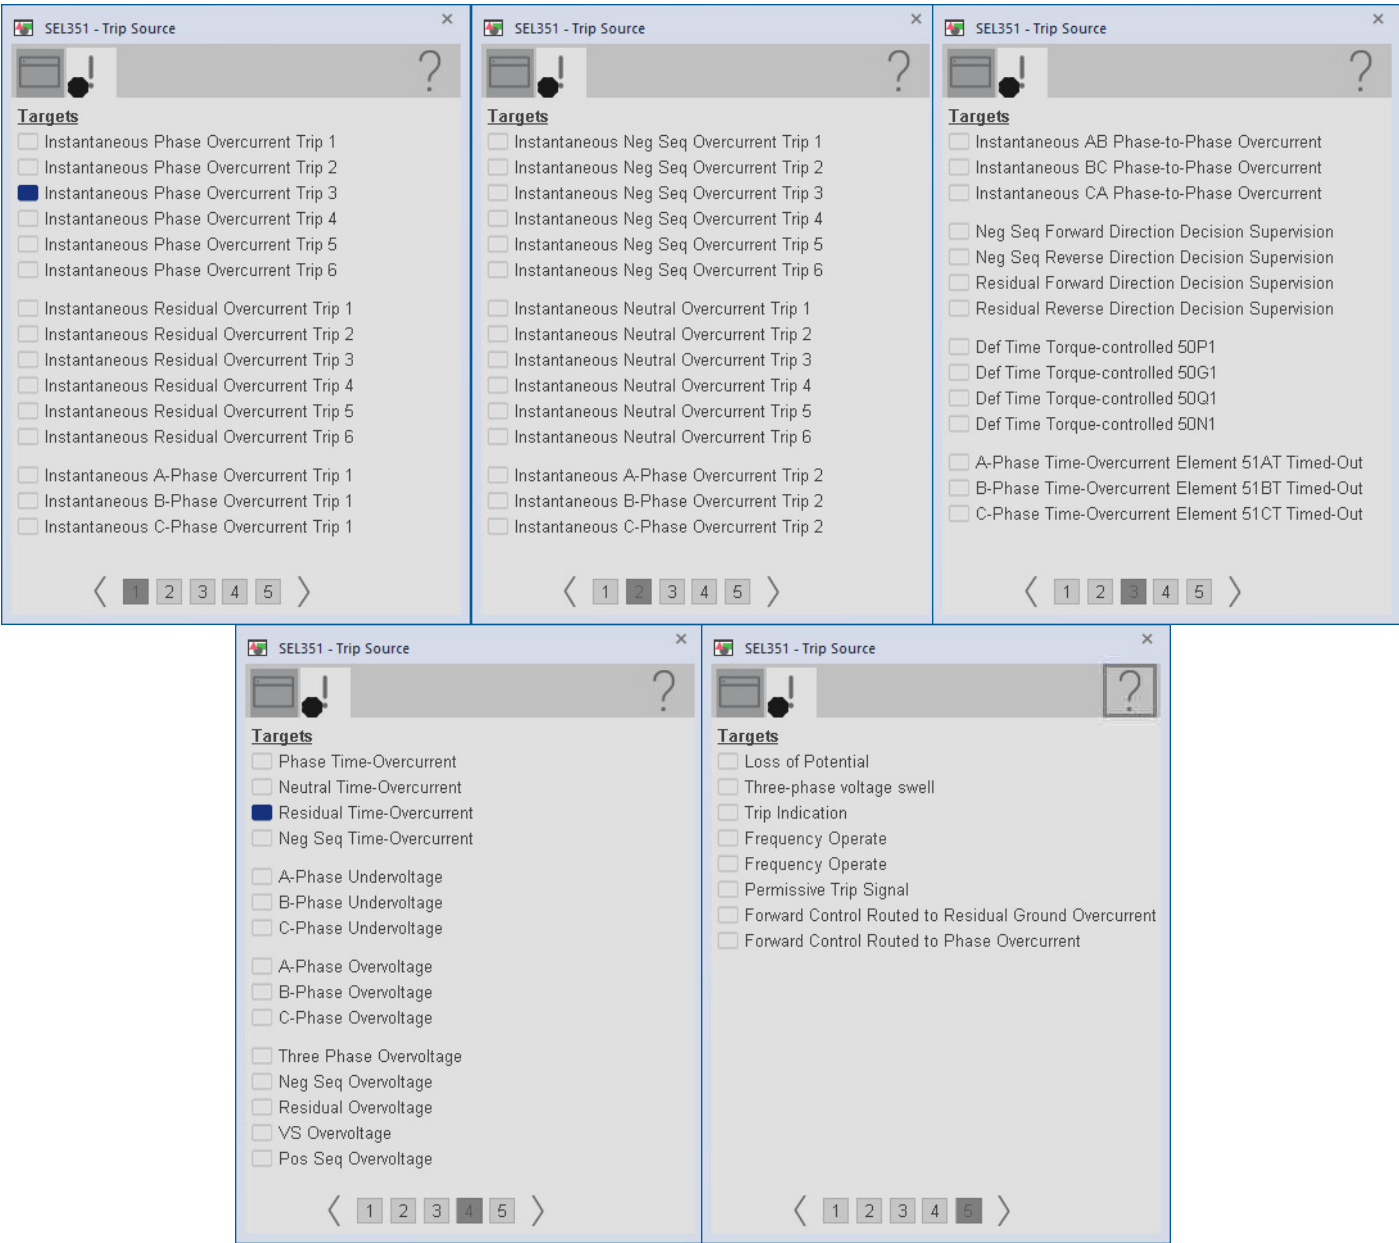 SEL351 - Trip Source
Targets
Instantaneous Phase Overcurrent Trip 1
Instantaneous Phase Overcurrent Trip 2
Instantaneous Phase Overcurrent Trip 3
Instantaneous Phase Overcurrent Trip 4
Instantaneous Phase Overcurrent Trip 5
Instantaneous Phase Overcurrent Trip 6
Instantaneous Residual Overcurrent Trip 1
Instantaneous Residual Overcurrent Trip 2
Instantaneous Residual Overcurrent Trip 3
Instantaneous Residual Overcurrent Trip 4
Instantaneous Residual Overcurrent Trip 5
Instantaneous Residual Overcurrent Trip 6
Instantaneous A-Phase Overcurrent Trip 1
Instantaneous B-Phase Overcurrent Trip 1
Instantaneous C-Phase Overcurrent Trip 1
1 2 3 4 5
SEL351 - Trip Source
Targets
Instantaneous Neg Seq Overcurrent Trip 1
Instantaneous Neg Seq Overcurrent Trip 2
Instantaneous Neg Seq Overcurrent Trip 3
Instantaneous Neg Seq Overcurrent Trip 4
Instantaneous Neg Seq Overcurrent Trip 5
Instantaneous Neg Seq Overcurrent Trip 6
Instantaneous Neutral Overcurrent Trip 1
Instantaneous Neutral Overcurrent Trip 2
Instantaneous Neutral Overcurrent Trip 3
Instantaneous Neutral Overcurrent Trip 4
Instantaneous Neutral Overcurrent Trip 5
Instantaneous Neutral Overcurrent Trip 6
Instantaneous A-Phase Overcurrent Trip 2
Instantaneous B-Phase Overcurrent Trip 2
Instantaneous C-Phase Overcurrent Trip 2
1 2 3 4 5
SEL351 - Trip Source
Targets
Instantaneous AB Phase-to-Phase Overcurrent
Instantaneous BC Phase-to-Phase Overcurrent
Instantaneous CA Phase-to-Phase Overcurrent
Neg Seq Forward Direction Decision Supervision
Neg Seq Reverse Direction Decision Supervision
Residual Forward Direction Decision Supervision
Residual Reverse Direction Decision Supervision
Def Time Torque-controlled 50P1
Def Time Torque-controlled 50G1
Def Time Torque-controlled 50Q1
Def Time Torque-controlled 50N1
A-Phase Time-Overcurrent Element 51AT Timed-Out
B-Phase Time-Overcurrent Element 51BT Timed-Out
C-Phase Time-Overcurrent Element 51CT Timed-Out
1 2 3 4 5
SEL351 - Trip Source
Targets
Phase Time-Overcurrent
Neutral Time-Overcurrent
Residual Time-Overcurrent
Neg Seq Time-Overcurrent
A-Phase Undervoltage
B-Phase Undervoltage
C-Phase Undervoltage
A-Phase Overvoltage
B-Phase Overvoltage
C-Phase Overvoltage
Three Phase Overvoltage
Neg Seq Overvoltage
Residual Overvoltage
VS Overvoltage
Pos Seq Overvoltage
1 2 3 4 5
SEL351 - Trip Source
Targets
Loss of Potential
Three-phase voltage swell
Trip Indication
Frequency Operate
Frequency Operate
Permissive Trip Signal
Forward Control Routed to Residual Ground Overcurrent
Forward Control Routed to Phase Overcurrent
1 2 3 4 5